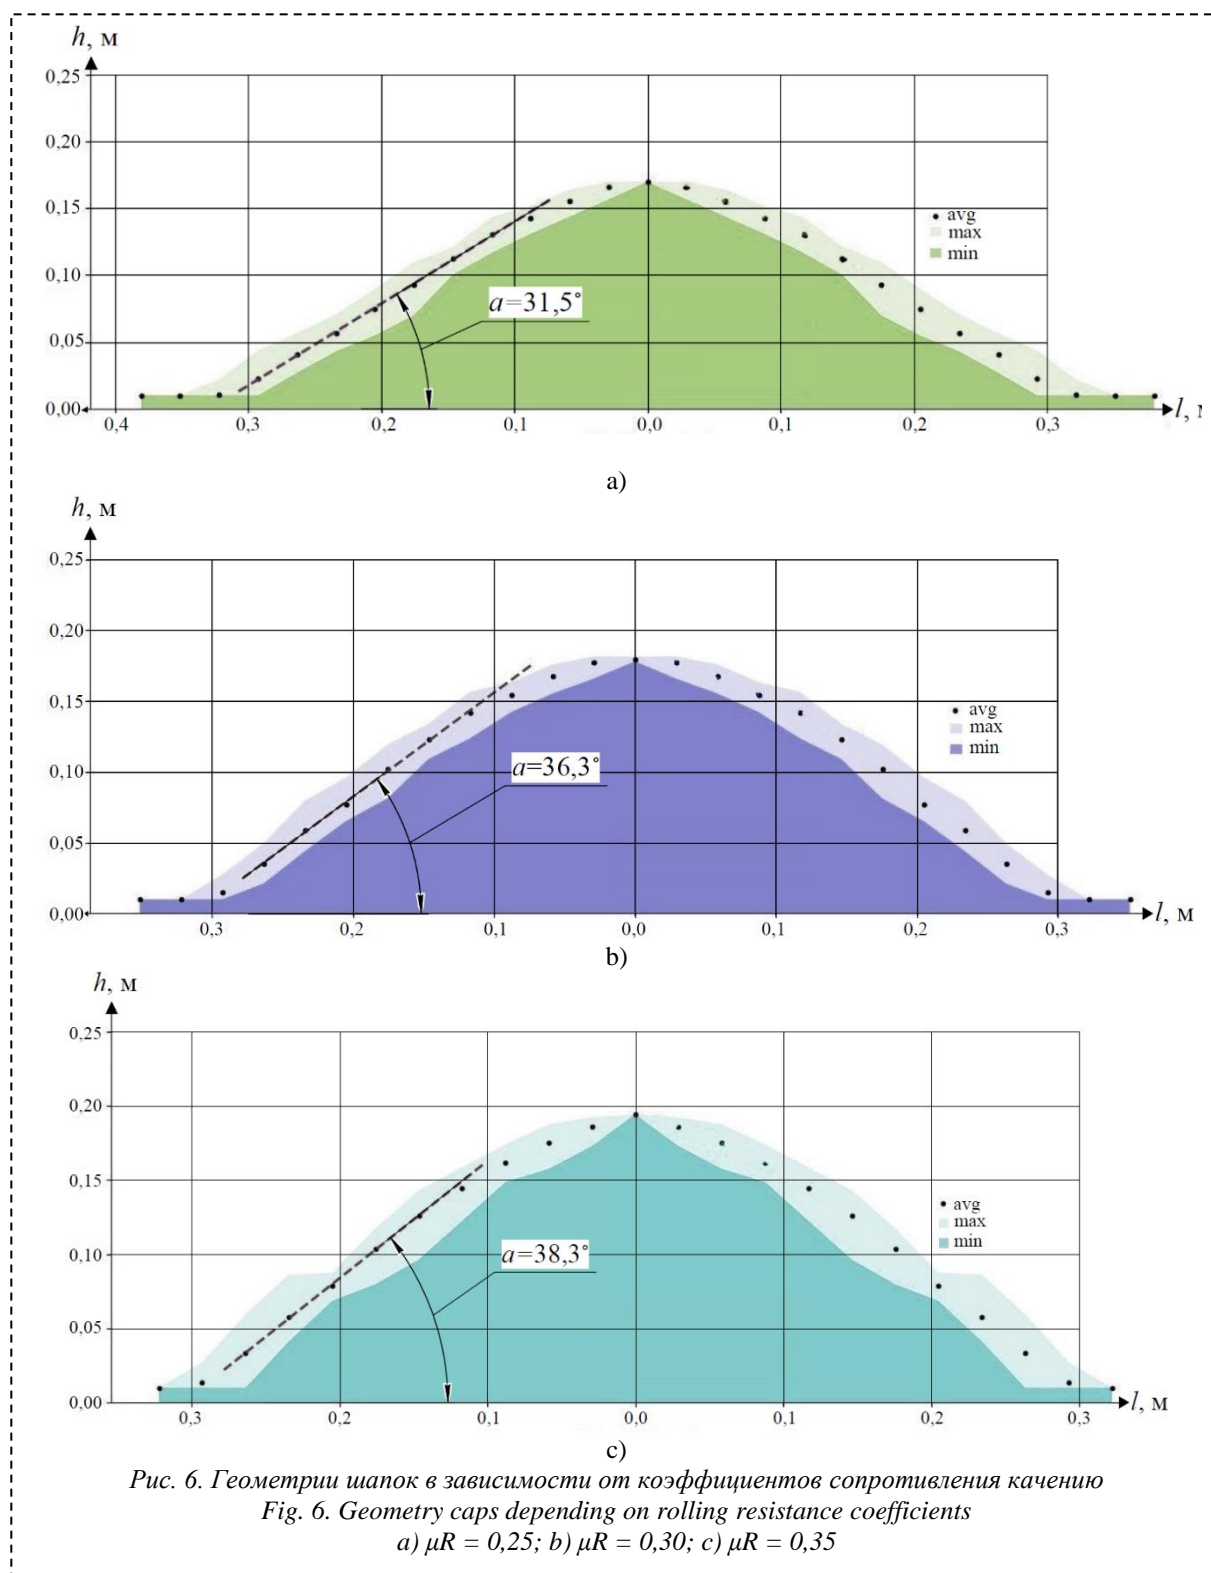 h, м
0,25
0,20
0,15
0,10
0,05
0,00
a=31,5°
avg
max
min
0,4 0,3 0,2 0,1 0,0 0,1 0,2 0,3
l,
a)
h, м
0,25
0,20
0,15
0,10
0,05
0,00
a=36,3°
avg
max
min
0,3 0,2 0,1 0,0 0,1 0,2 0,3
l, м
b)
h, м
0,25
0,20
0,15
0,10
0,05
0,00
a=38,3°
avg
max
min
0,3 0,2 0,1 0,0 0,1 0,2 0,3
l, м
c)
Рис. 6. Геометрии шапок в зависимости от коэффициентов сопротивления качению
Fig. 6. Geometry caps depending on rolling resistance coefficients
a) μR = 0,25; b) μR = 0,30; c) μR = 0,35